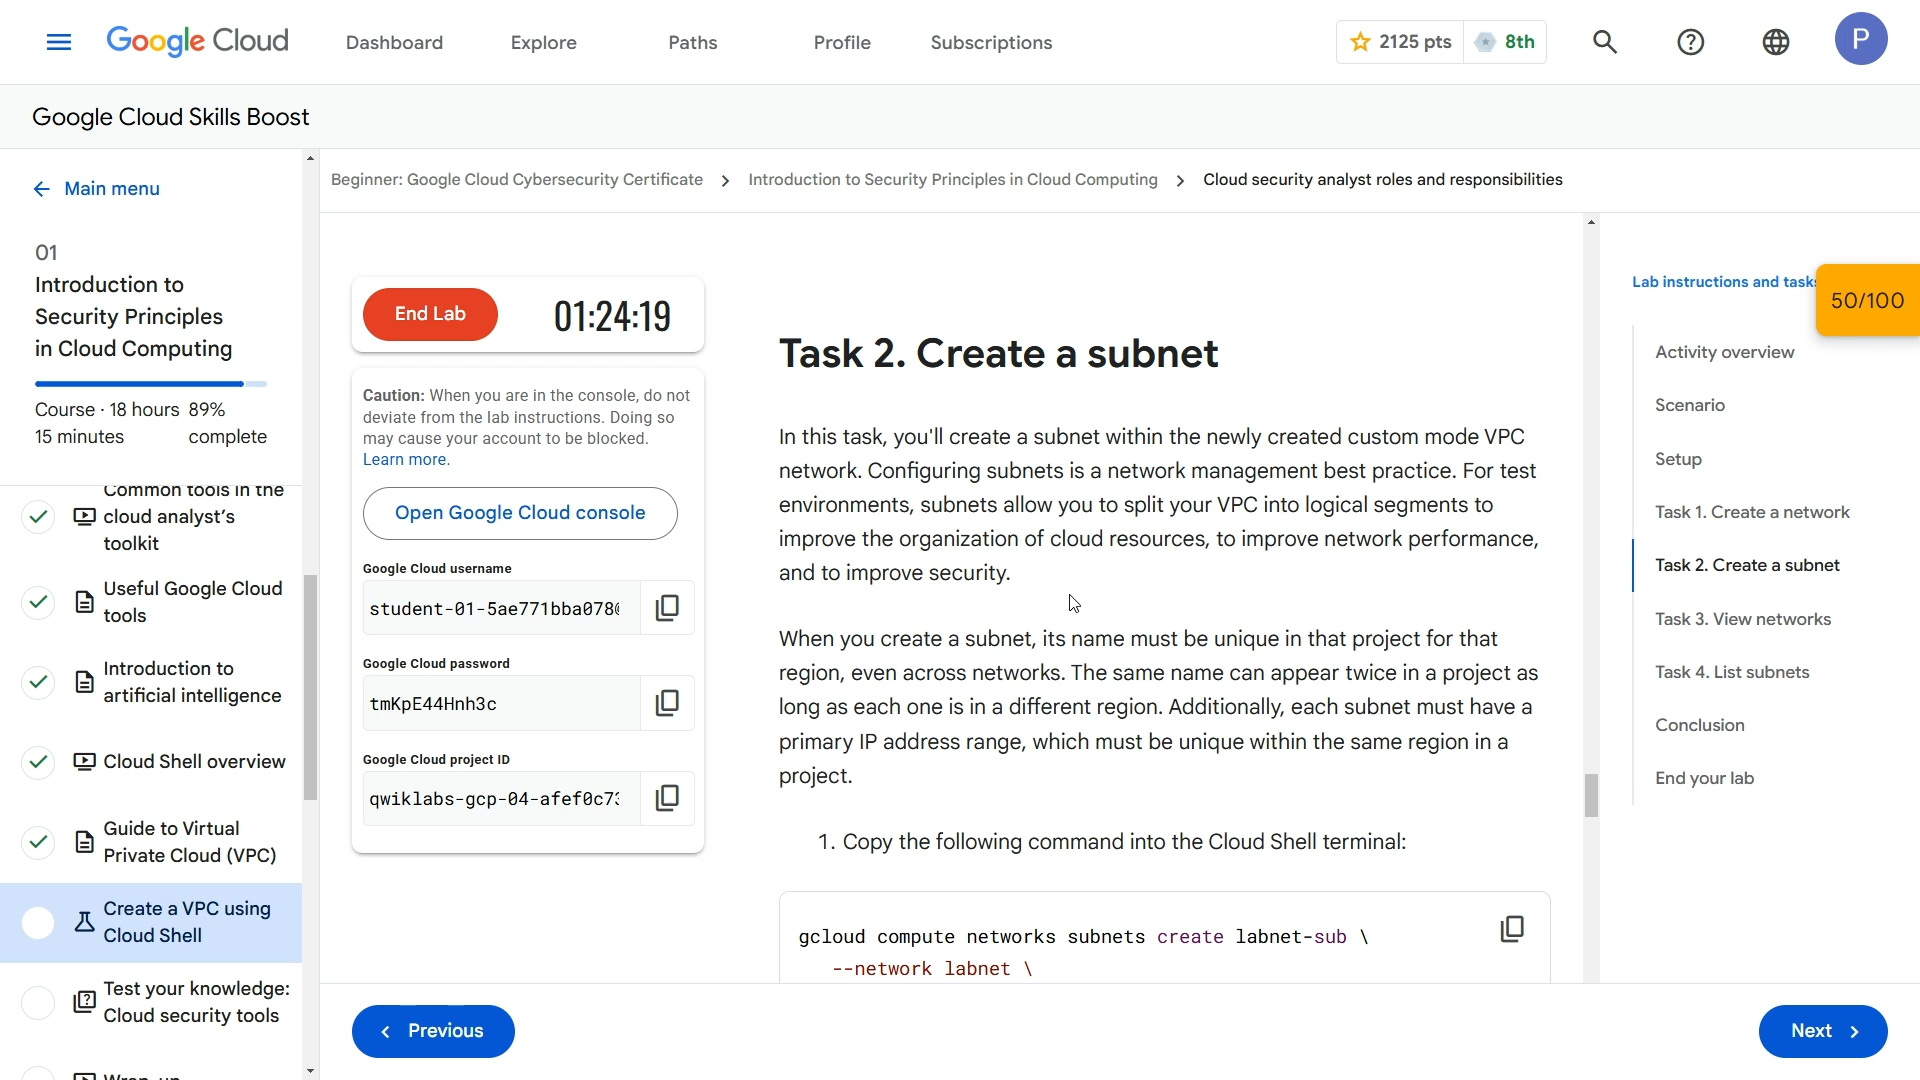 Google Cloud
Dashboard
Explore
Paths
Profile
Subscriptions
2125 pts
8th
P
Google Cloud Skills Boost
Main menu
01
Introduction to
Security Principles
in Cloud Computing
Course · 18 hours
15 minutes
89%
complete
Common tools in the
cloud analyst's
toolkit
Useful Google Cloud
tools
Introduction to
artificial intelligence
Cloud Shell overview
Guide to Virtual
Private Cloud (VPC)
Create a VPC using
Cloud Shell
Test your knowledge:
Cloud security tools
Wrap-up
Beginner: Google Cloud Cybersecurity Certificate
Introduction to Security Principles in Cloud Computing
Cloud security analyst roles and responsibilities
End Lab
01:24:19
Caution: When you are in the console, do not
deviate from the lab instructions. Doing so
may cause your account to be blocked.
Learn more.
Open Google Cloud console
Google Cloud username
student-01-5ae771bba078
Google Cloud password
tmKpE44Hnh3c
Google Cloud project ID
qwiklabs-gcp-04-afef0c73
Task 2. Create a subnet
In this task, you'll create a subnet within the newly created custom mode VPC
network. Configuring subnets is a network management best practice. For test
environments, subnets allow you to split your VPC into logical segments to
improve the organization of cloud resources, to improve network performance,
and to improve security.
When you create a subnet, its name must be unique in that project for that
region, even across networks. The same name can appear twice in a project as
long as each one is in a different region. Additionally, each subnet must have a
primary IP address range, which must be unique within the same region in a
project.
1. Copy the following command into the Cloud Shell terminal:
gcloud compute networks subnets create labnet-sub \
--network labnet \
Previous
Next
Lab instructions and tasks
50/100
Activity overview
Scenario
Setup
Task 1. Create a network
Task 2. Create a subnet
Task 3. View networks
Task 4. List subnets
Conclusion
End your lab